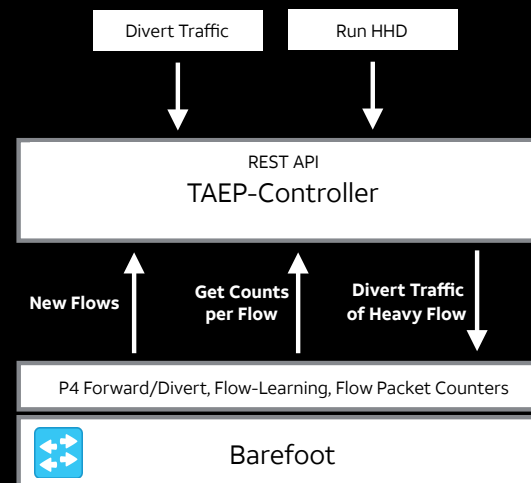 Divert Traffic
Run HHD
REST API
TAEP-Controller
New Flows
Get Counts
per Flow
Divert Traffic
of Heavy Flow
P4 Forward/Divert, Flow-Learning, Flow Packet Counters
Barefoot